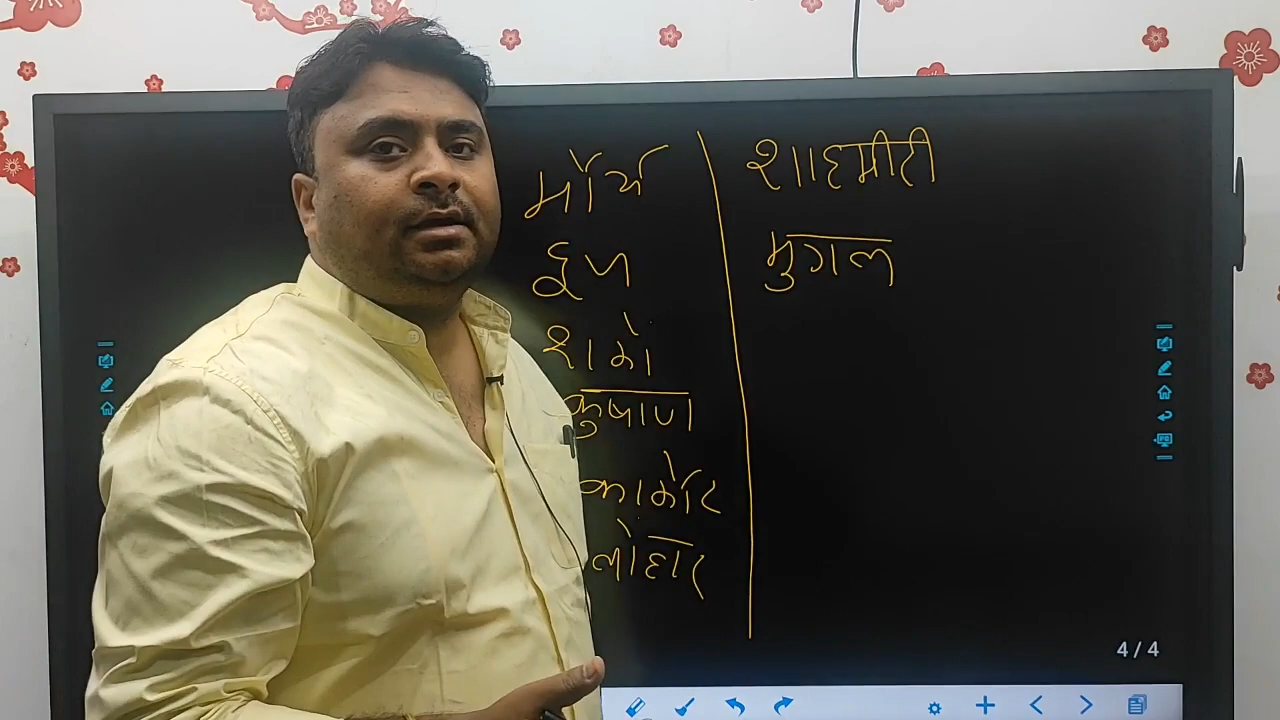 मौर्य
हूण
शको
कुषाण
कार्कोट
लोहार
शाहमीरी
मुगल
4/4